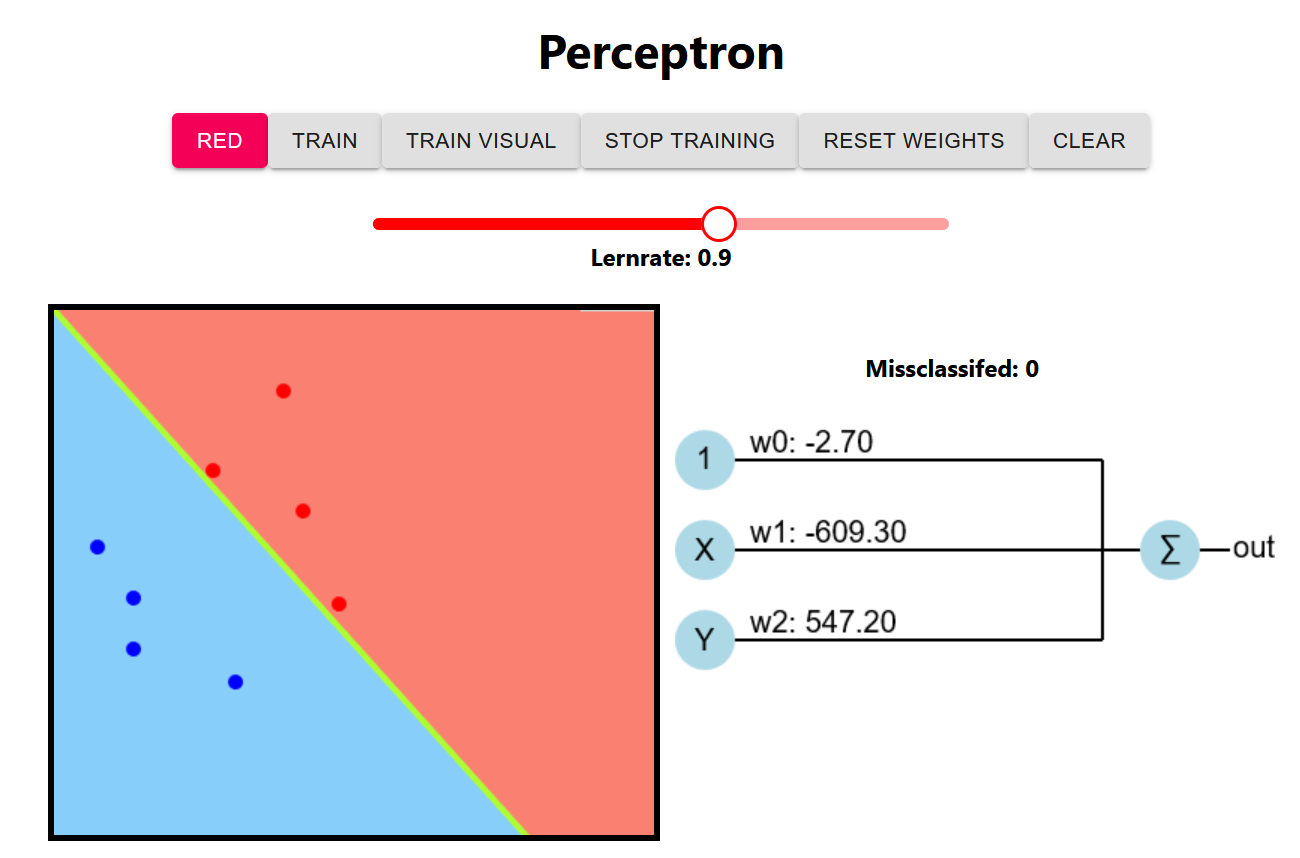 Perceptron
RED TRAIN TRAIN VISUAL STOP TRAINING RESET WEIGHTS CLEAR
Lernrate: 0.9
Missclassifed: 0
1 w0: -2.70
X w1: -609.30 Σ out
Y w2: 547.20